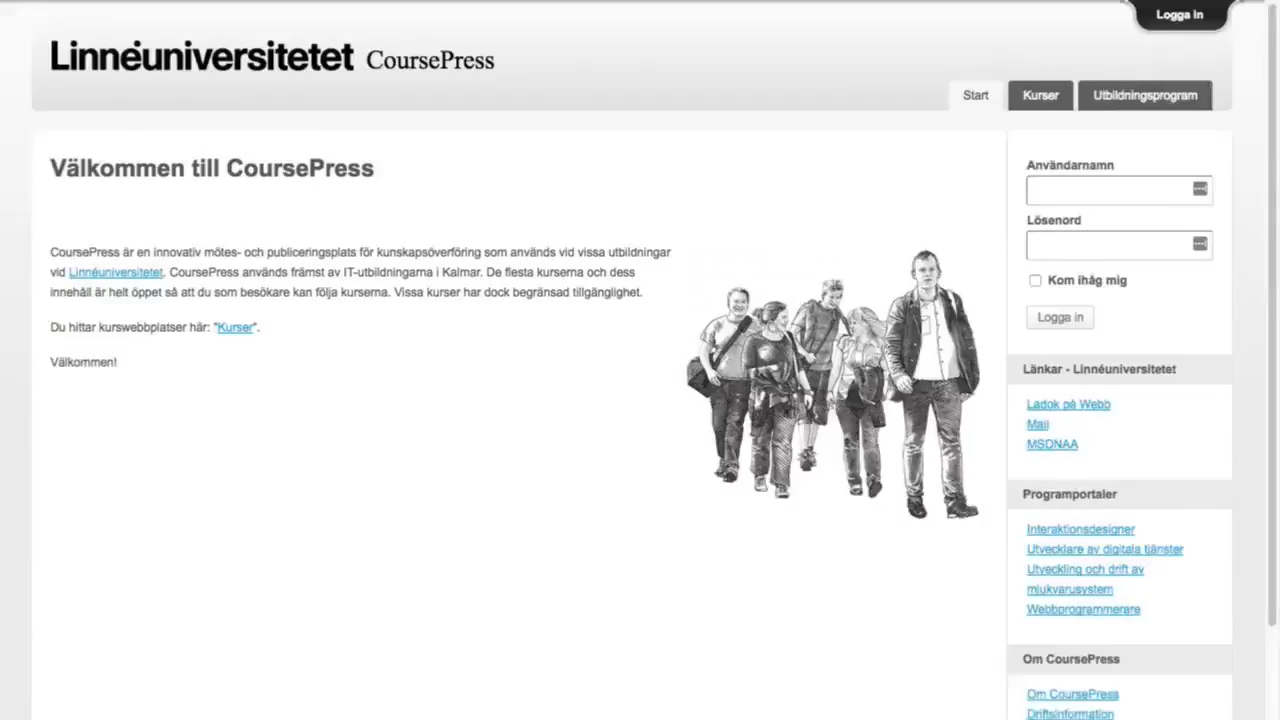 Logga in
Linnéuniversitetet CoursePress
Start
Kurser
Utbildningsprogram
Välkommen till CoursePress
CoursePress är en innovativ mötes- och publiceringsplats för kunskapsöverföring som används vid vissa utbildningar
vid Linnéuniversitetet. CoursePress används främst av IT-utbildningarna i Kalmar. De flesta kurserna och dess
innehåll är helt öppet så att du som besökare kan följa kurserna. Vissa kurser har dock begränsad tillgänglighet.
Du hittar kurswebbplatser här: "Kurser".
Välkommen!
Användarnamn
Lösenord
Kom ihåg mig
Logga in
Länkar - Linnéuniversitetet
Ladok på Webb
Mail
MSDNAA
Programportaler
Interaktionsdesigner
Utvecklare av digitala tjänster
Utveckling och drift av
mjukvarusystem
Webbprogrammerare
Om CoursePress
Om CoursePress
Driftsinformation